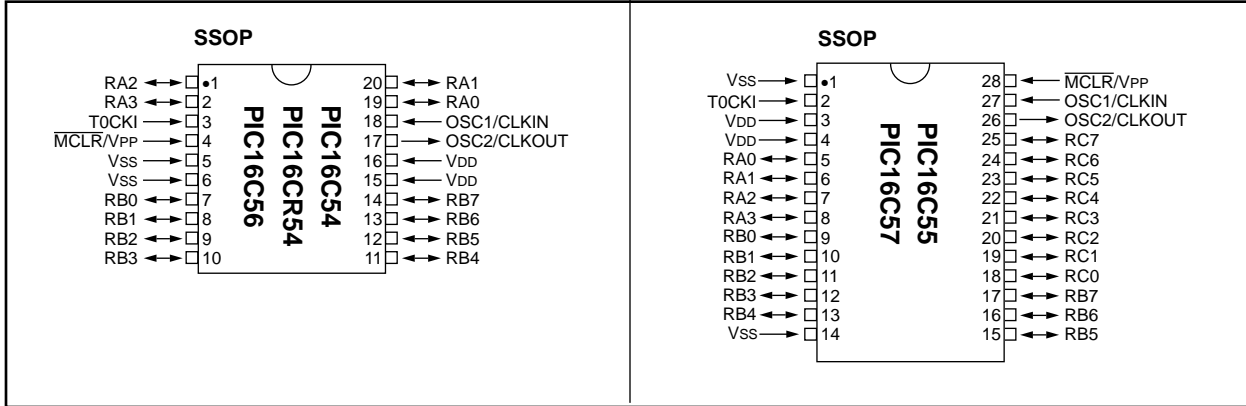 SSOP
RA2 •1 20 RA1
RA3 2 19 RA0
T0CKI 3 18 OSC1/CLKIN
MCLR/VPP 4 17 OSC2/CLKOUT
VSS 5 16 VDD
VSS 6 15 VDD
RB0 7 14 RB7
RB1 8 13 RB6
RB2 9 12 RB5
RB3 10 11 RB4
PIC16C54
PIC16CR54
PIC16C56
SSOP
VSS •1 28 MCLR/VPP
T0CKI 2 27 OSC1/CLKIN
VDD 3 26 OSC2/CLKOUT
VDD 4 25 RC7
RA0 5 24 RC6
RA1 6 23 RC5
RA2 7 22 RC4
RA3 8 21 RC3
RB0 9 20 RC2
RB1 10 19 RC1
RB2 11 18 RC0
RB3 12 17 RB7
RB4 13 16 RB6
VSS 14 15 RB5
PIC16C55
PIC16C57